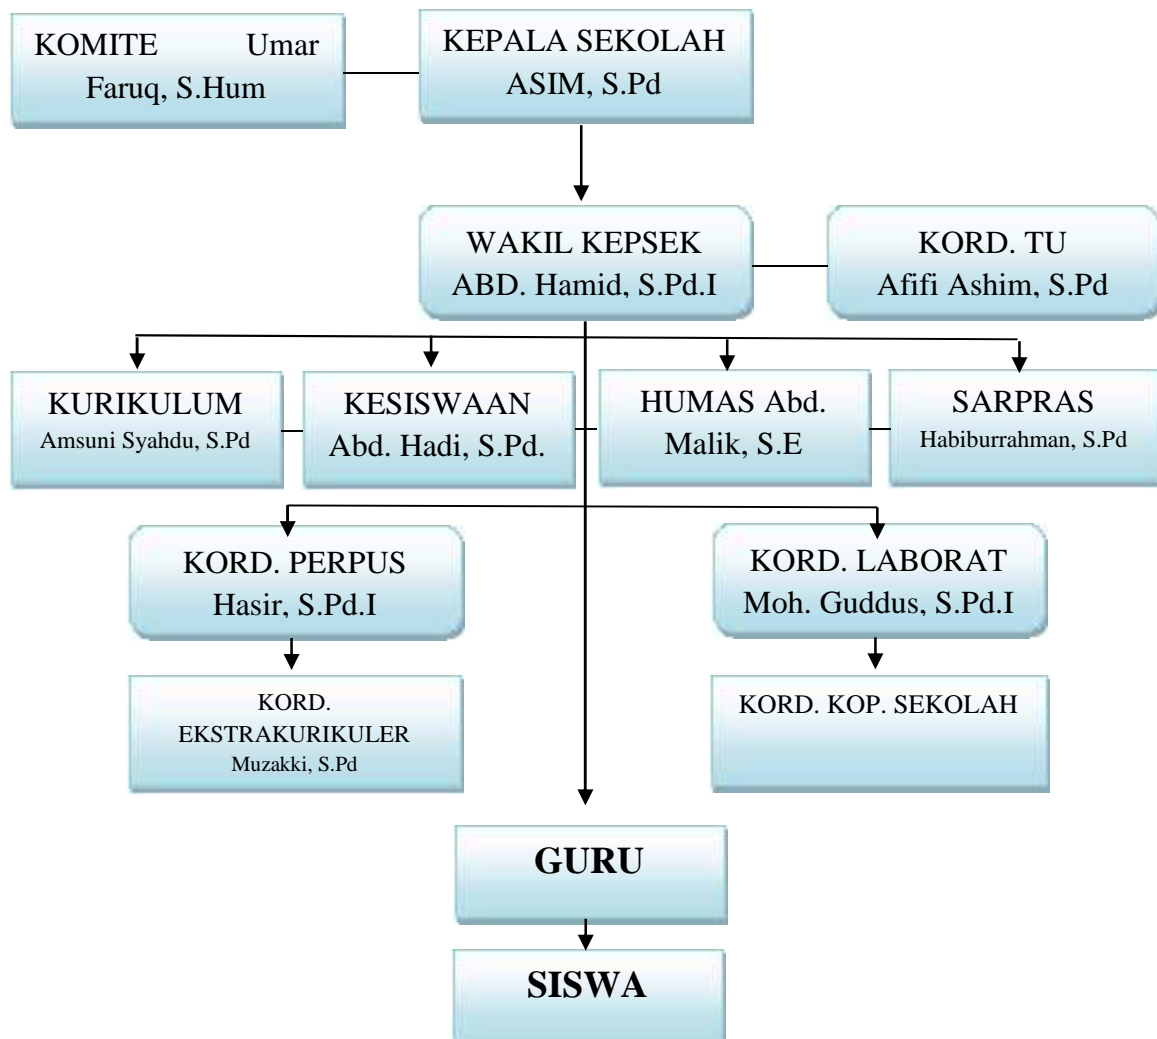 KOMITE Umar
Faruq, S.Hum
KEPALA SEKOLAH
ASIM, S.Pd
WAKIL KEPSEK
ABD. Hamid, S.Pd.I
KORD. TU
Afifi Ashim, S.Pd
KURIKULUM
Amsuni Syahdu, S.Pd
KESISWAAN
Abd. Hadi, S.Pd.
HUMAS Abd.
Malik, S.E
SARPRAS
Habiburrahman, S.Pd
KORD. PERPUS
Hasir, S.Pd.I
KORD. LABORAT
Moh. Guddus, S.Pd.I
KORD.
EKSTRAKURIKULER
Muzakki, S.Pd
KORD. KOP. SEKOLAH
GURU
SISWA